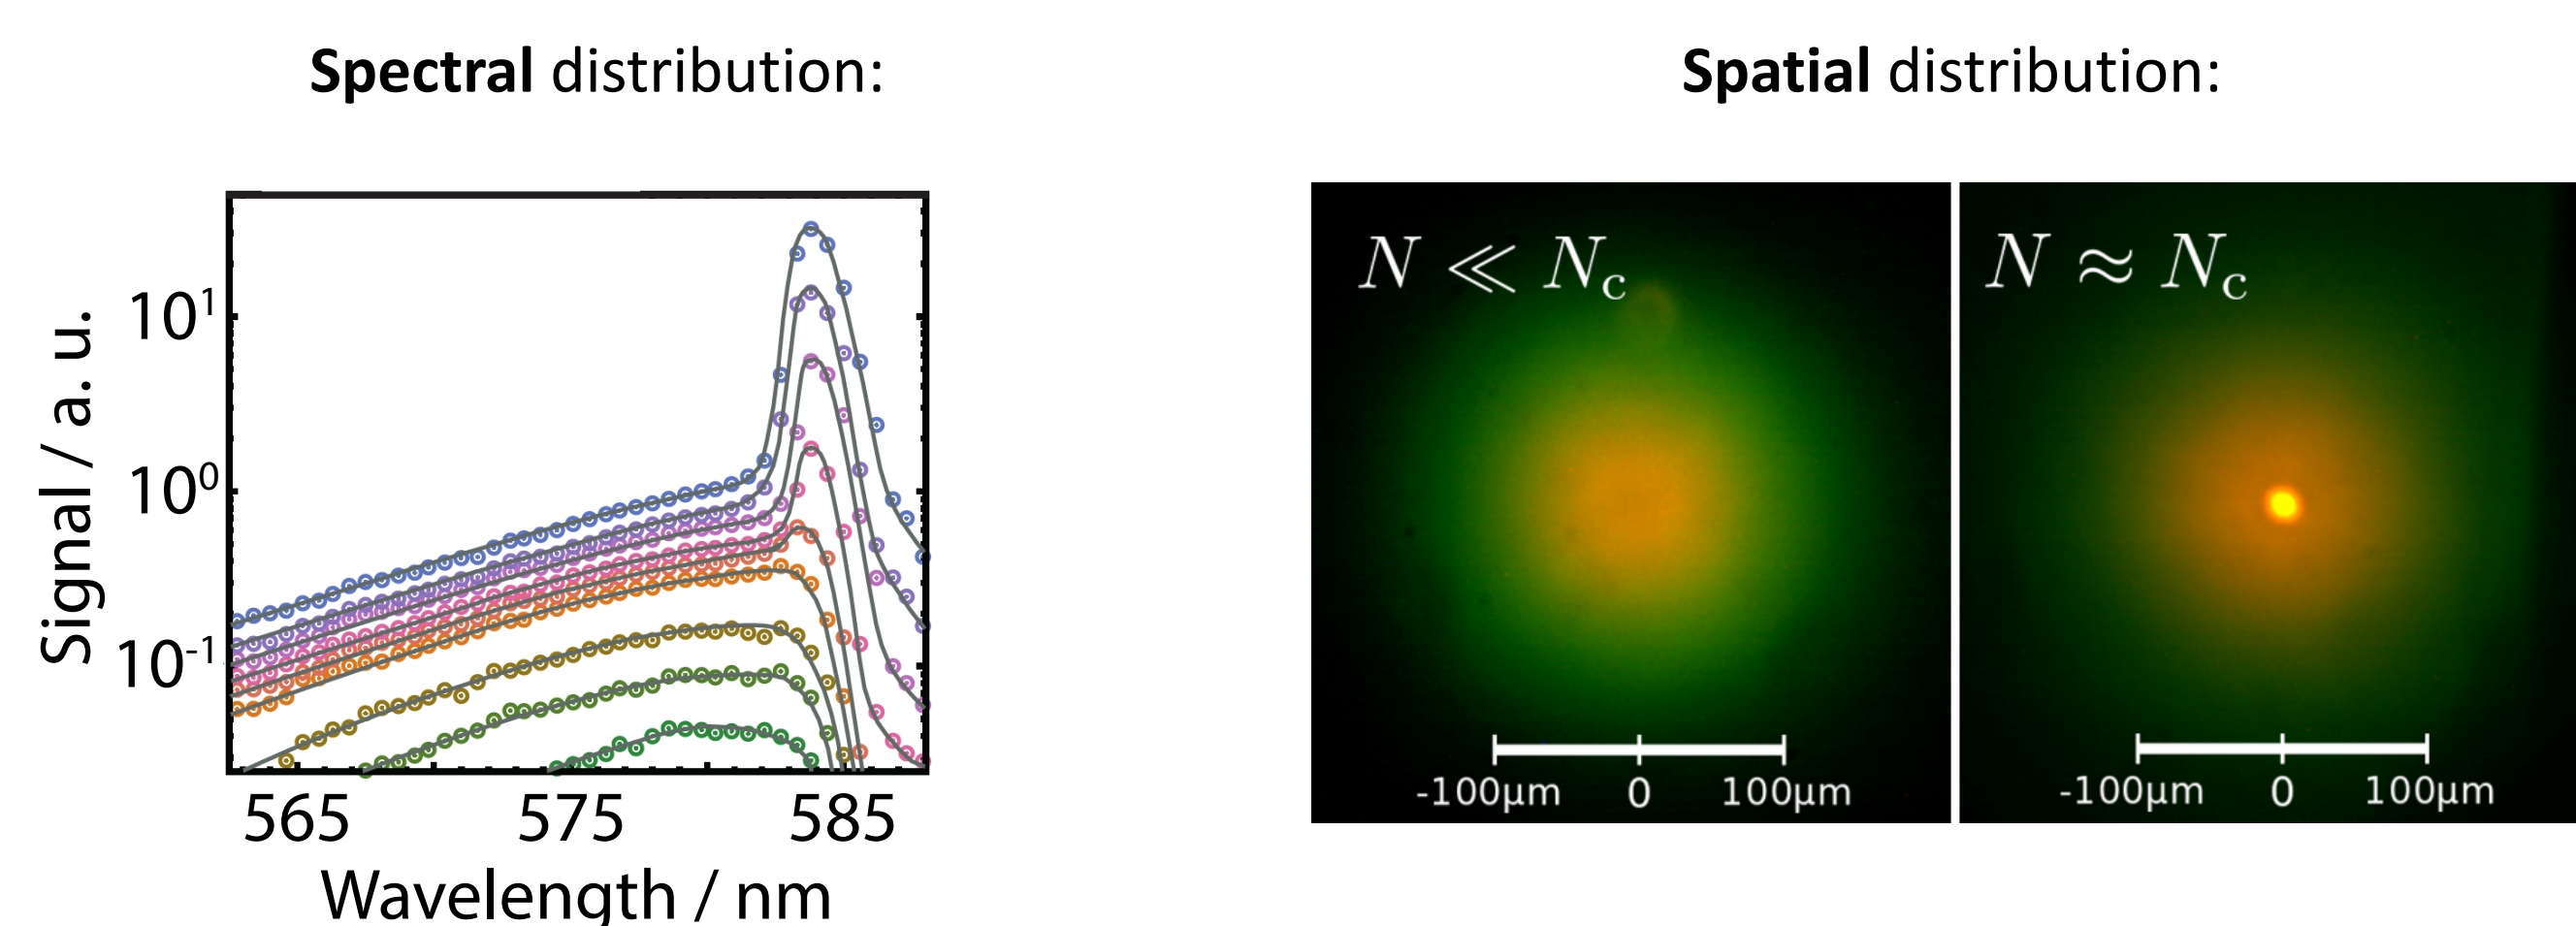 Spectral distribution:
Signal / a. u.
10¹
10⁰
10⁻¹
565 575 585
Wavelength / nm
Spatial distribution:
N ≪ Nc
-100µm 0 100µm
N ≈ Nc
-100µm 0 100µm